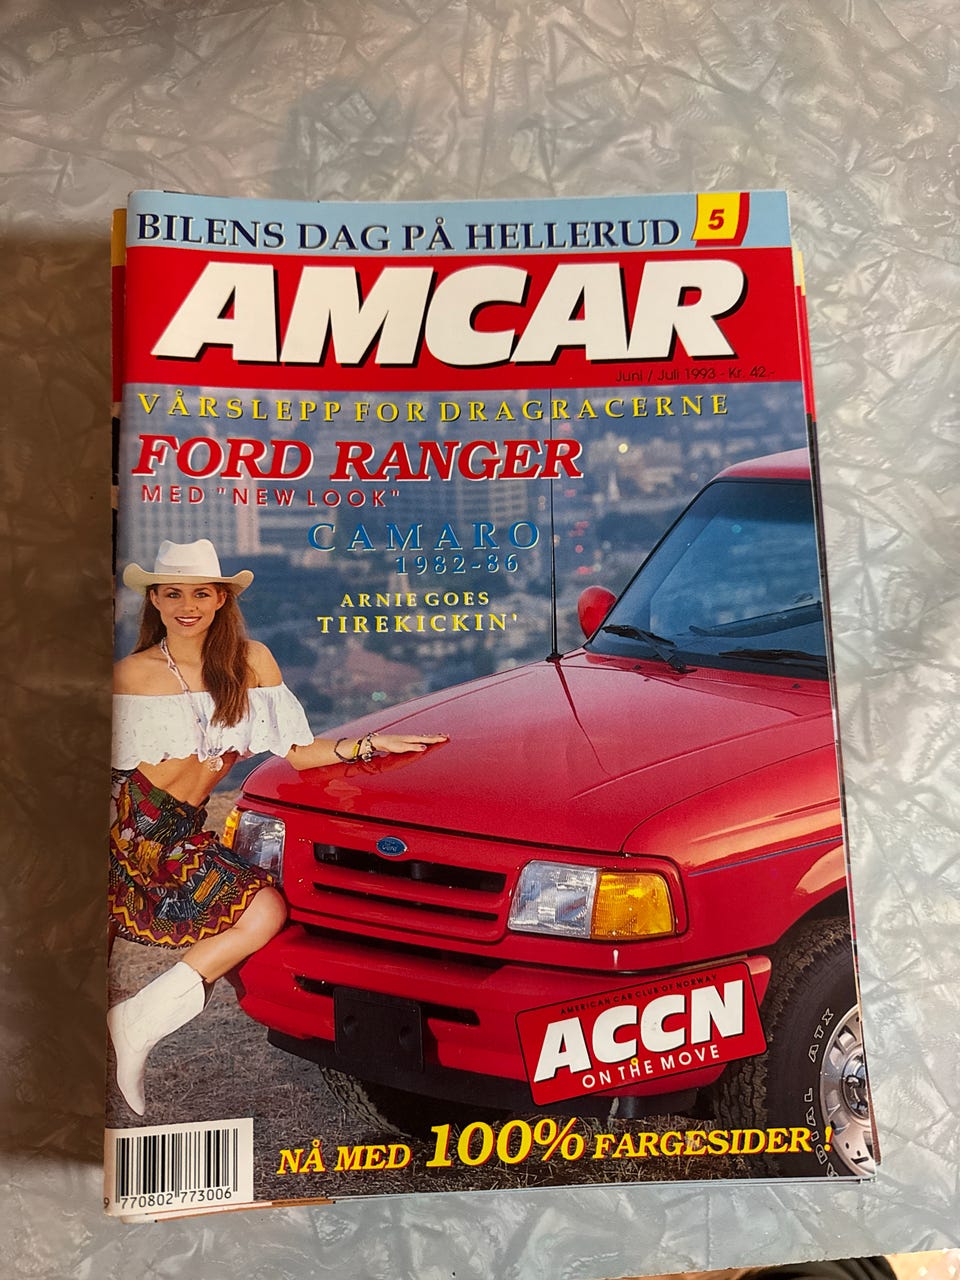 BILENS DAG PÅ HELLERUD
5
AMCAR
Juni / Juli 1993 - Kr. 42.-
VÅRSLEPP FOR DRAGRACERNE
FORD RANGER
MED "NEW LOOK"
CAMARO
1982-86
ARNIE GOES
TIREKICKIN'
Ford
AMERICAN CAR CLUB OF NORWAY
ACCN
ON THE MOVE
NÅ MED 100% FARGESIDER !
9 770802 773006